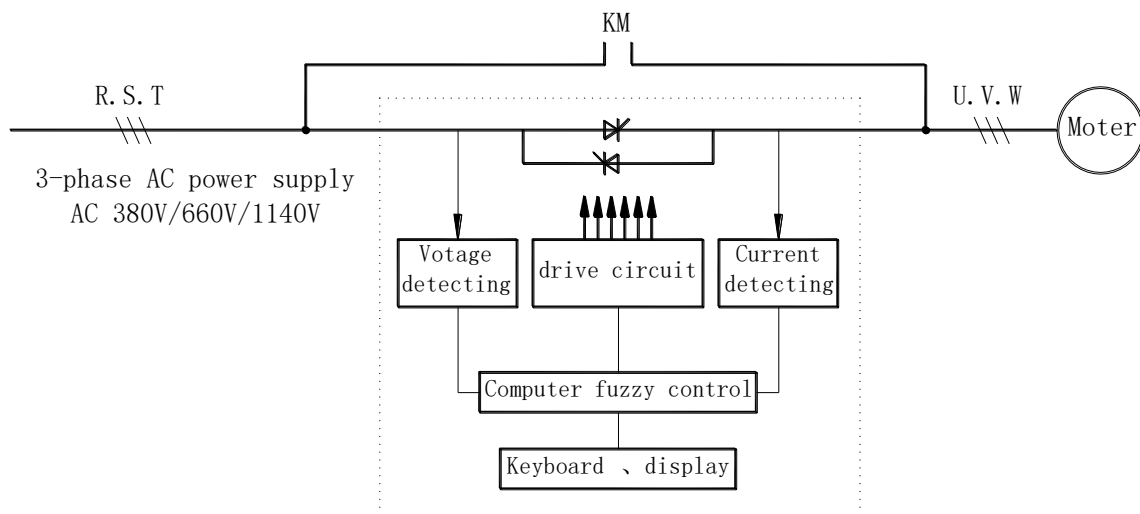 KM
R.S.T
U.V.W
Moter
3-phase AC power supply
AC 380V/660V/1140V
Votage
detecting
drive circuit
Current
detecting
Computer fuzzy control
Keyboard 、display